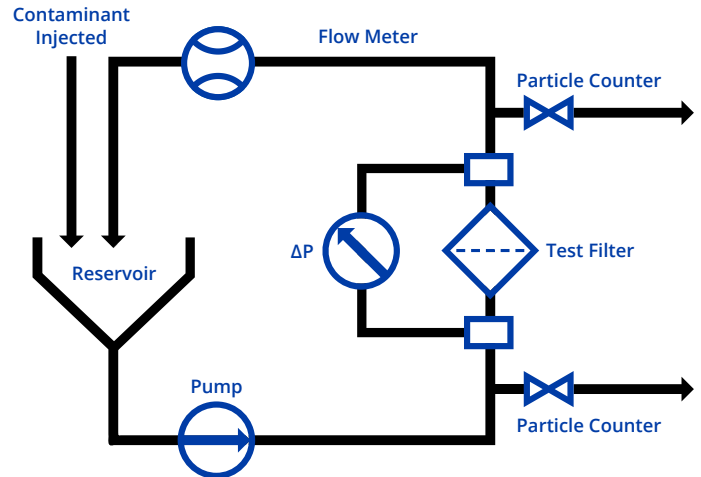 Contaminant
Injected
Flow Meter
Particle Counter
Reservoir
ΔP
Test Filter
Pump
Particle Counter